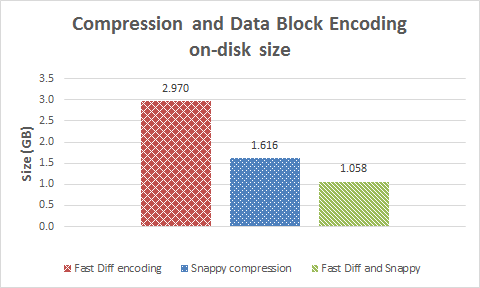 Compression and Data Block Encoding
on-disk size
3.5
3.0
2.5
2.0
1.5
1.0
0.5
0.0
Size (GB)
2.970
1.616
1.058
Fast Diff encoding
Snappy compression
Fast Diff and Snappy